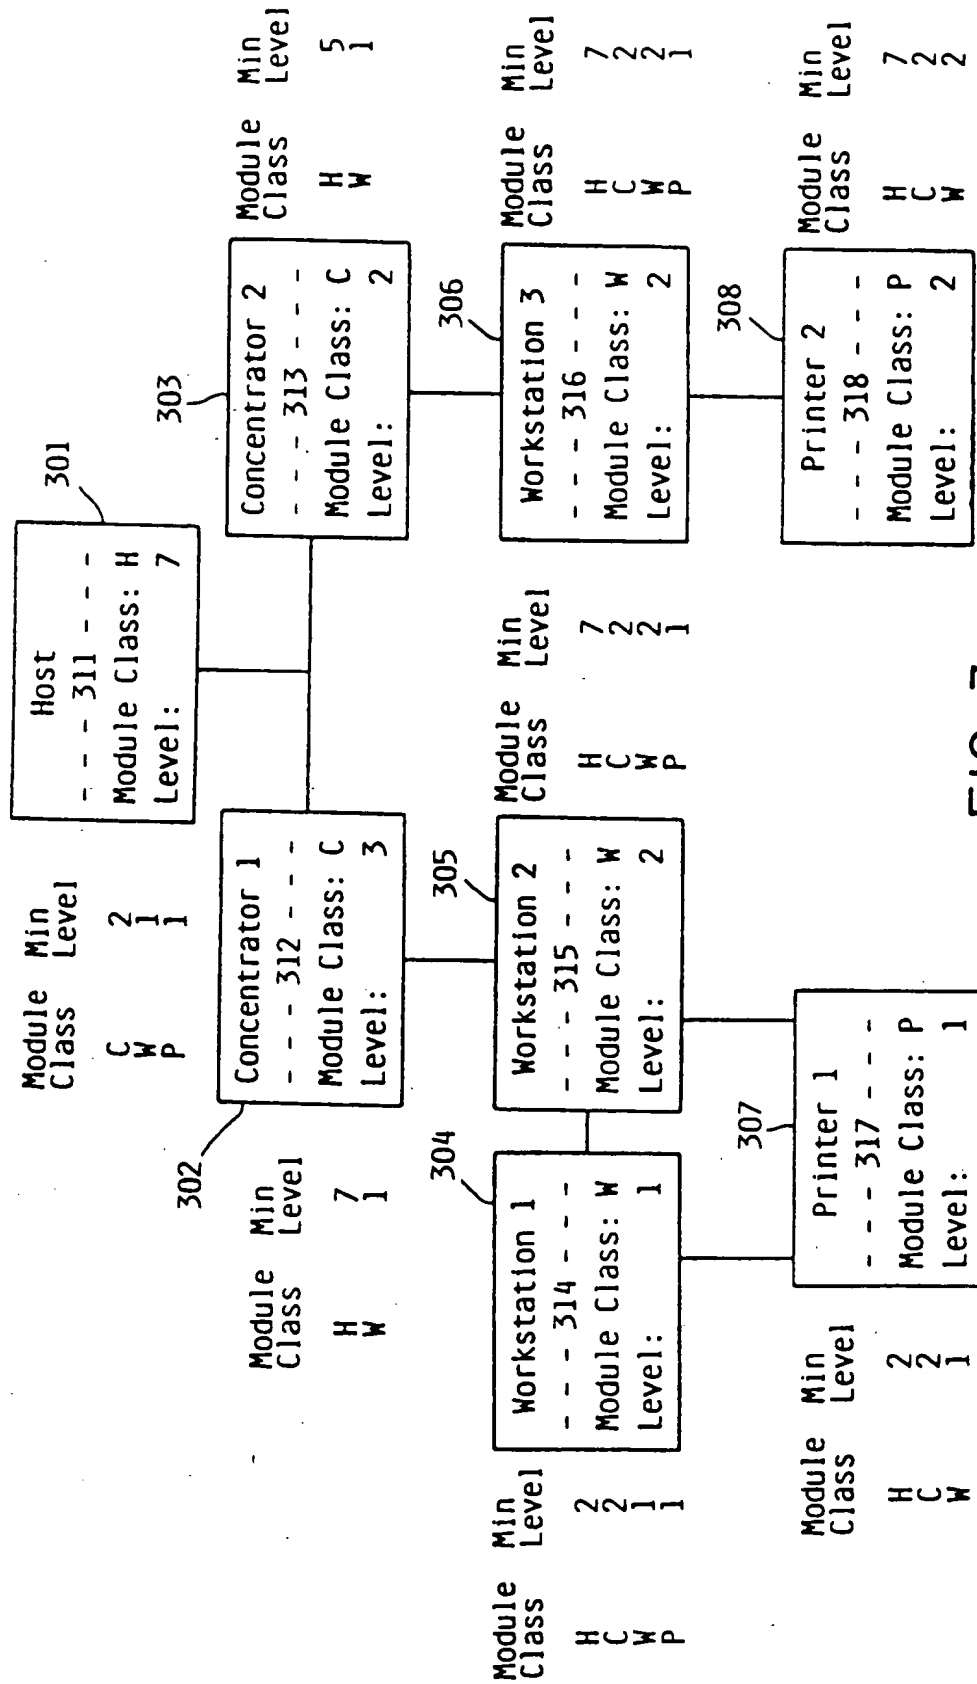 Host
- - - 311 - - -
Module Class: H
Level: 7
301
Module Class Min Level
C 2
W 1
P 1
Concentrator 1
- - - 312 - - -
Module Class: C
Level: 3
302
Module Class Min Level
H 7
W 1
Concentrator 2
- - - 313 - - -
Module Class: C
Level: 2
303
Module Class Min Level
H 5
W 1
Workstation 1
- - - 314 - - -
Module Class: W
Level: 1
304
Module Class Min Level
H 2
C 2
W 1
P 1
Workstation 2
- - - 315 - - -
Module Class: W
Level: 2
305
Module Class Min Level
H 7
C 2
W 2
P 1
Workstation 3
- - - 316 - - -
Module Class: W
Level: 2
306
Module Class Min Level
H 7
C 2
W 2
P 1
Printer 1
- - - 317 - - -
Module Class: P
Level: 1
307
Module Class Min Level
H 2
C 2
W 1
Printer 2
- - - 318 - - -
Module Class: P
Level: 2
308
Module Class Min Level
H 7
C 2
W 2